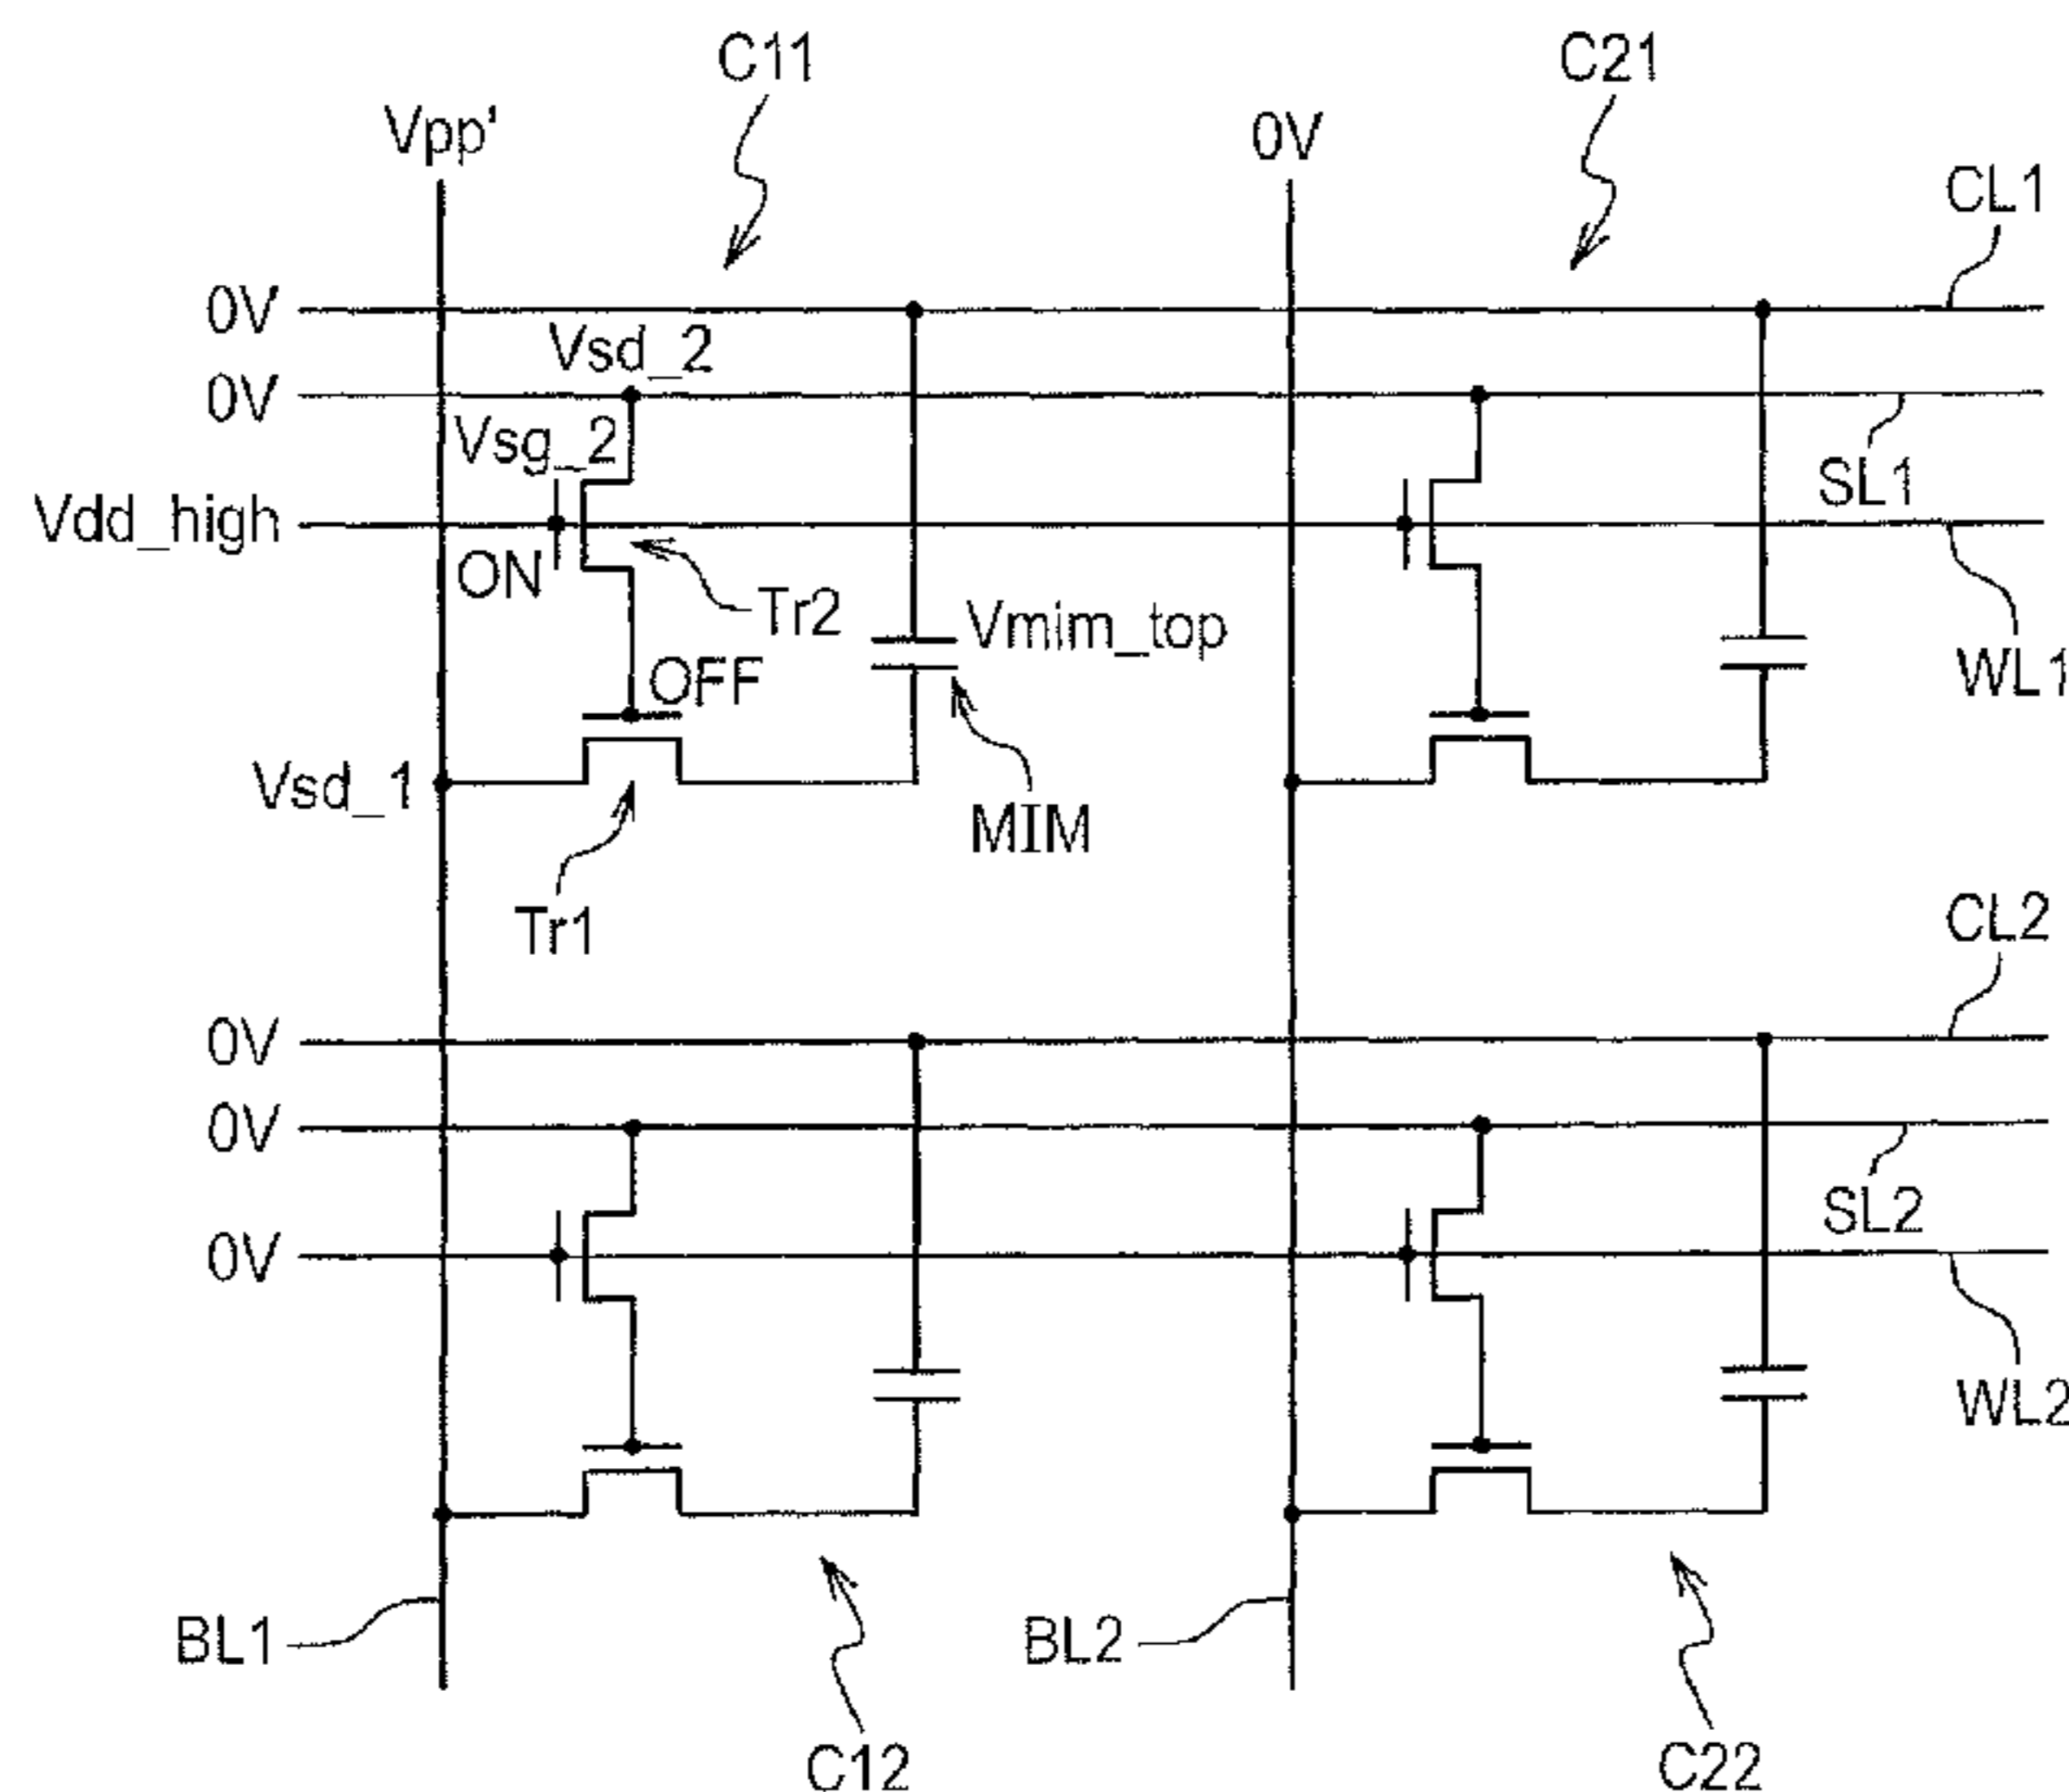 C11
C21
Vpp'
0V
CL1
0V
Vsd_2
0V
Vsg_2
SL1
Vdd_high
ON
Tr2
Vmim_top
WL1
OFF
Vsd_1
MIM
Tr1
CL2
0V
0V
SL2
0V
WL2
BL1
BL2
C12
C22